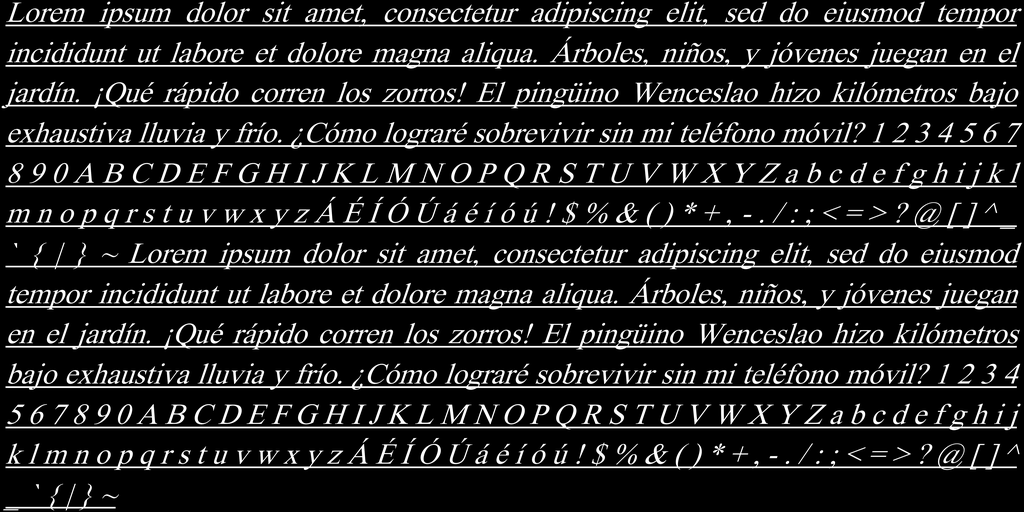 Lorem ipsum dolor sit amet, consectetur adipiscing elit, sed do eiusmod tempor
incididunt ut labore et dolore magna aliqua. Árboles, niños, y jóvenes juegan en el
jardín. ¡Qué rápido corren los zorros! El pingüino Wenceslao hizo kilómetros bajo
exhaustiva lluvia y frío. ¿Cómo lograré sobrevivir sin mi teléfono móvil? 1 2 3 4 5 6 7
8 9 0 A B C D E F G H I J K L M N O P Q R S T U V W X Y Z a b c d e f g h i j k l
m n o p q r s t u v w x y z Á É Í Ó Ú á é í ó ú ! $ % & ( ) * + , - . / : ; < = > ? @ [ ] ^ _
` { | } ~ Lorem ipsum dolor sit amet, consectetur adipiscing elit, sed do eiusmod
tempor incididunt ut labore et dolore magna aliqua. Árboles, niños, y jóvenes juegan
en el jardín. ¡Qué rápido corren los zorros! El pingüino Wenceslao hizo kilómetros
bajo exhaustiva lluvia y frío. ¿Cómo lograré sobrevivir sin mi teléfono móvil? 1 2 3 4
5 6 7 8 9 0 A B C D E F G H I J K L M N O P Q R S T U V W X Y Z a b c d e f g h i j
k l m n o p q r s t u v w x y z Á É Í Ó Ú á é í ó ú ! $ % & ( ) * + , - . / : ; < = > ? @ [ ] ^
_ ` { | } ~